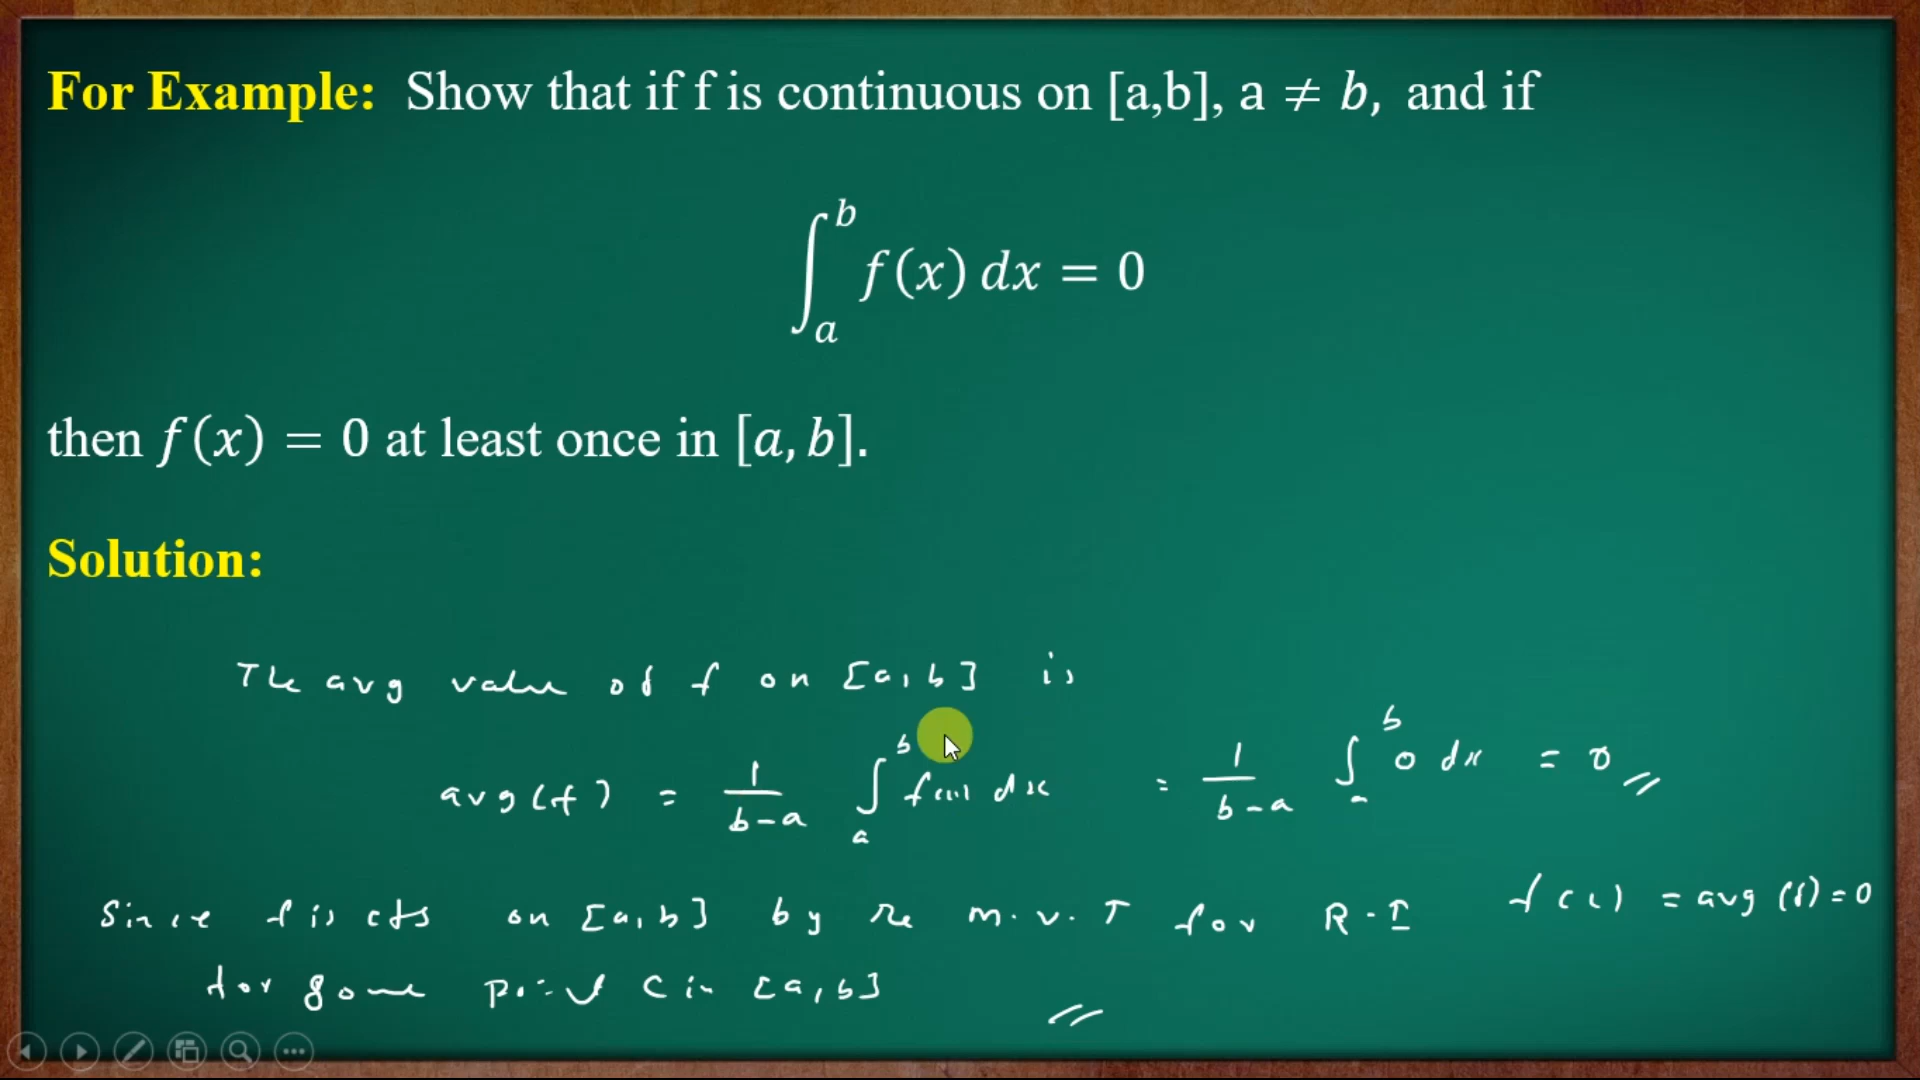 For Example: Show that if f is continuous on [a,b], a ≠ b, and if
∫_a^b f(x) dx = 0
then f(x) = 0 at least once in [a, b].
Solution:
The avg value of f on [a, b] is
avg(f) = 1/(b-a) ∫_a^b f(x) dx = 1/(b-a) ∫_a^b 0 dx = 0
Since f is cts on [a, b] by the m.v.T for R.I f(c) = avg(f) = 0
for some point c in [a, b]